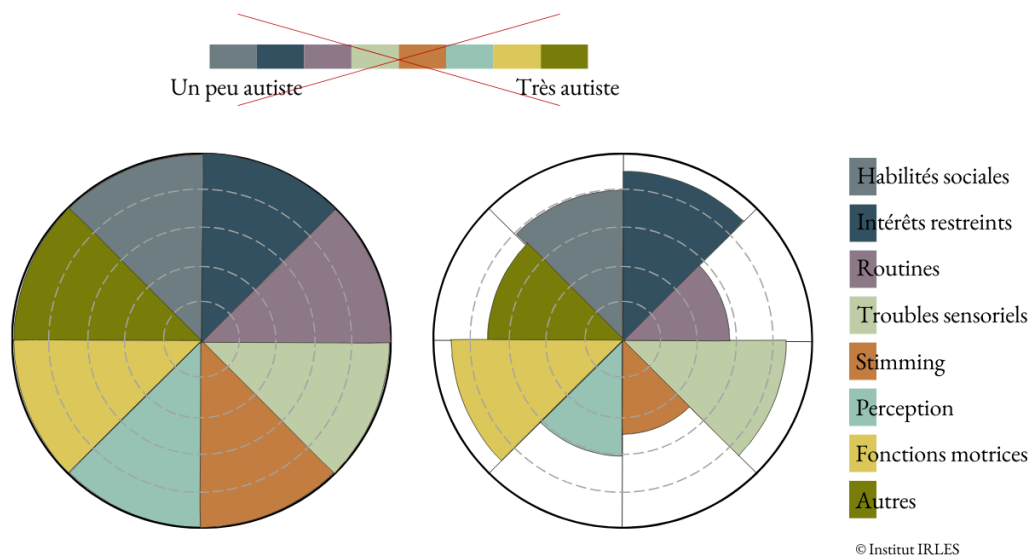 Un peu autiste
Très autiste
Habilités sociales
Intérêts restreints
Routines
Troubles sensoriels
Stimming
Perception
Fonctions motrices
Autres
© Institut IRLES